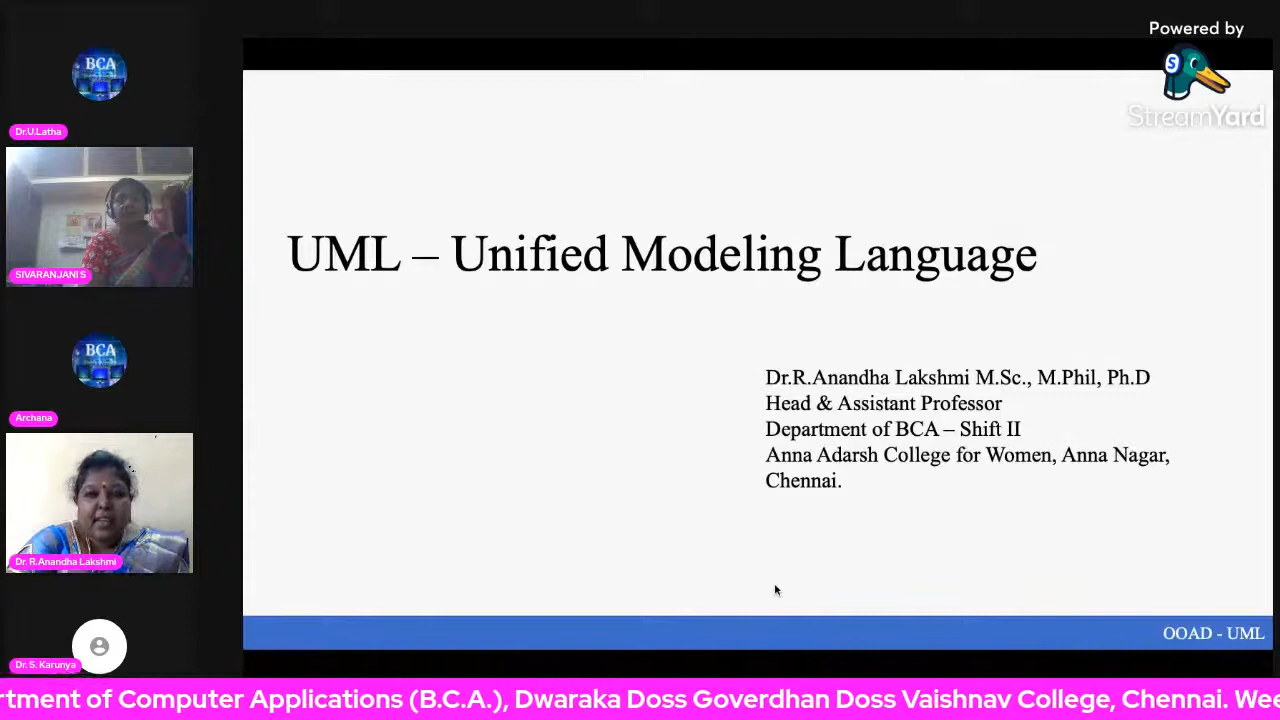 Powered by
StreamYard
BCA
Dr.U.Latha
SIVARANJANI S
BCA
Archana
Dr. R.Anandha Lakshmi
Dr. S. Karunya
UML – Unified Modeling Language
Dr.R.Anandha Lakshmi M.Sc., M.Phil, Ph.D
Head & Assistant Professor
Department of BCA – Shift II
Anna Adarsh College for Women, Anna Nagar,
Chennai.
OOAD - UML
rtment of Computer Applications (B.C.A.), Dwaraka Doss Goverdhan Doss Vaishnav College, Chennai. Wee